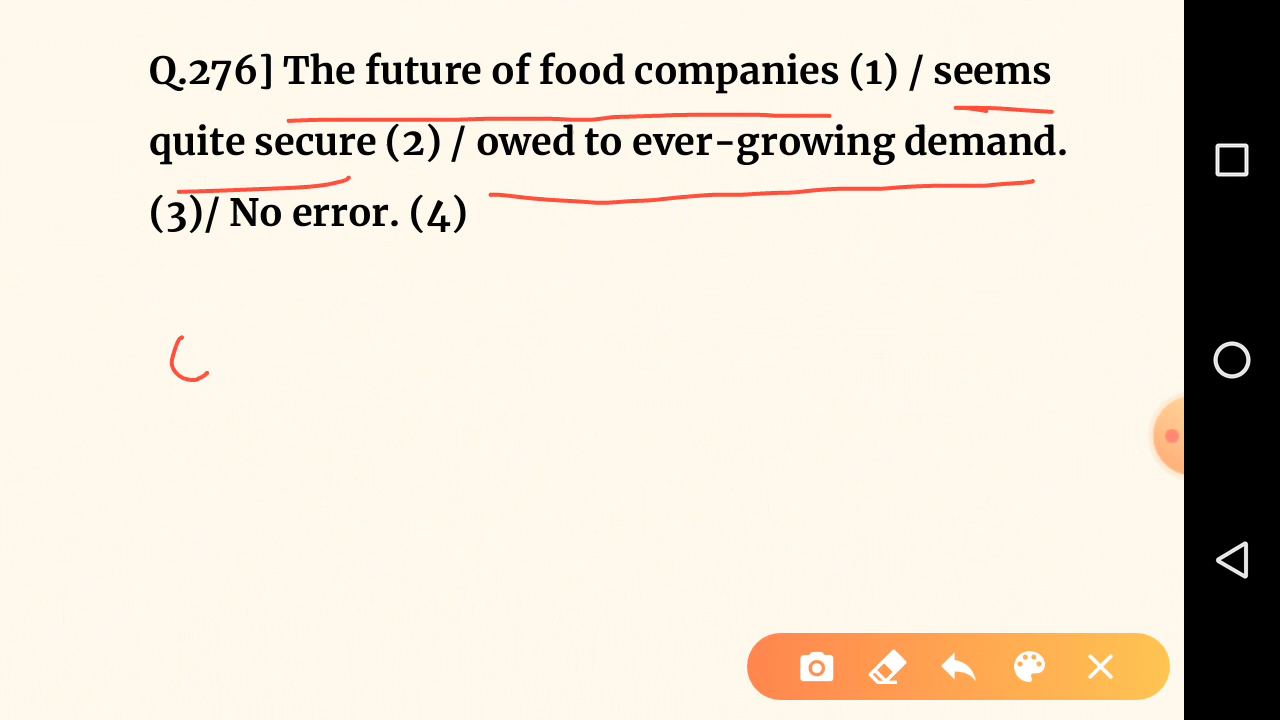 Q.276] The future of food companies (1) / seems
quite secure (2) / owed to ever-growing demand.
(3)/ No error. (4)